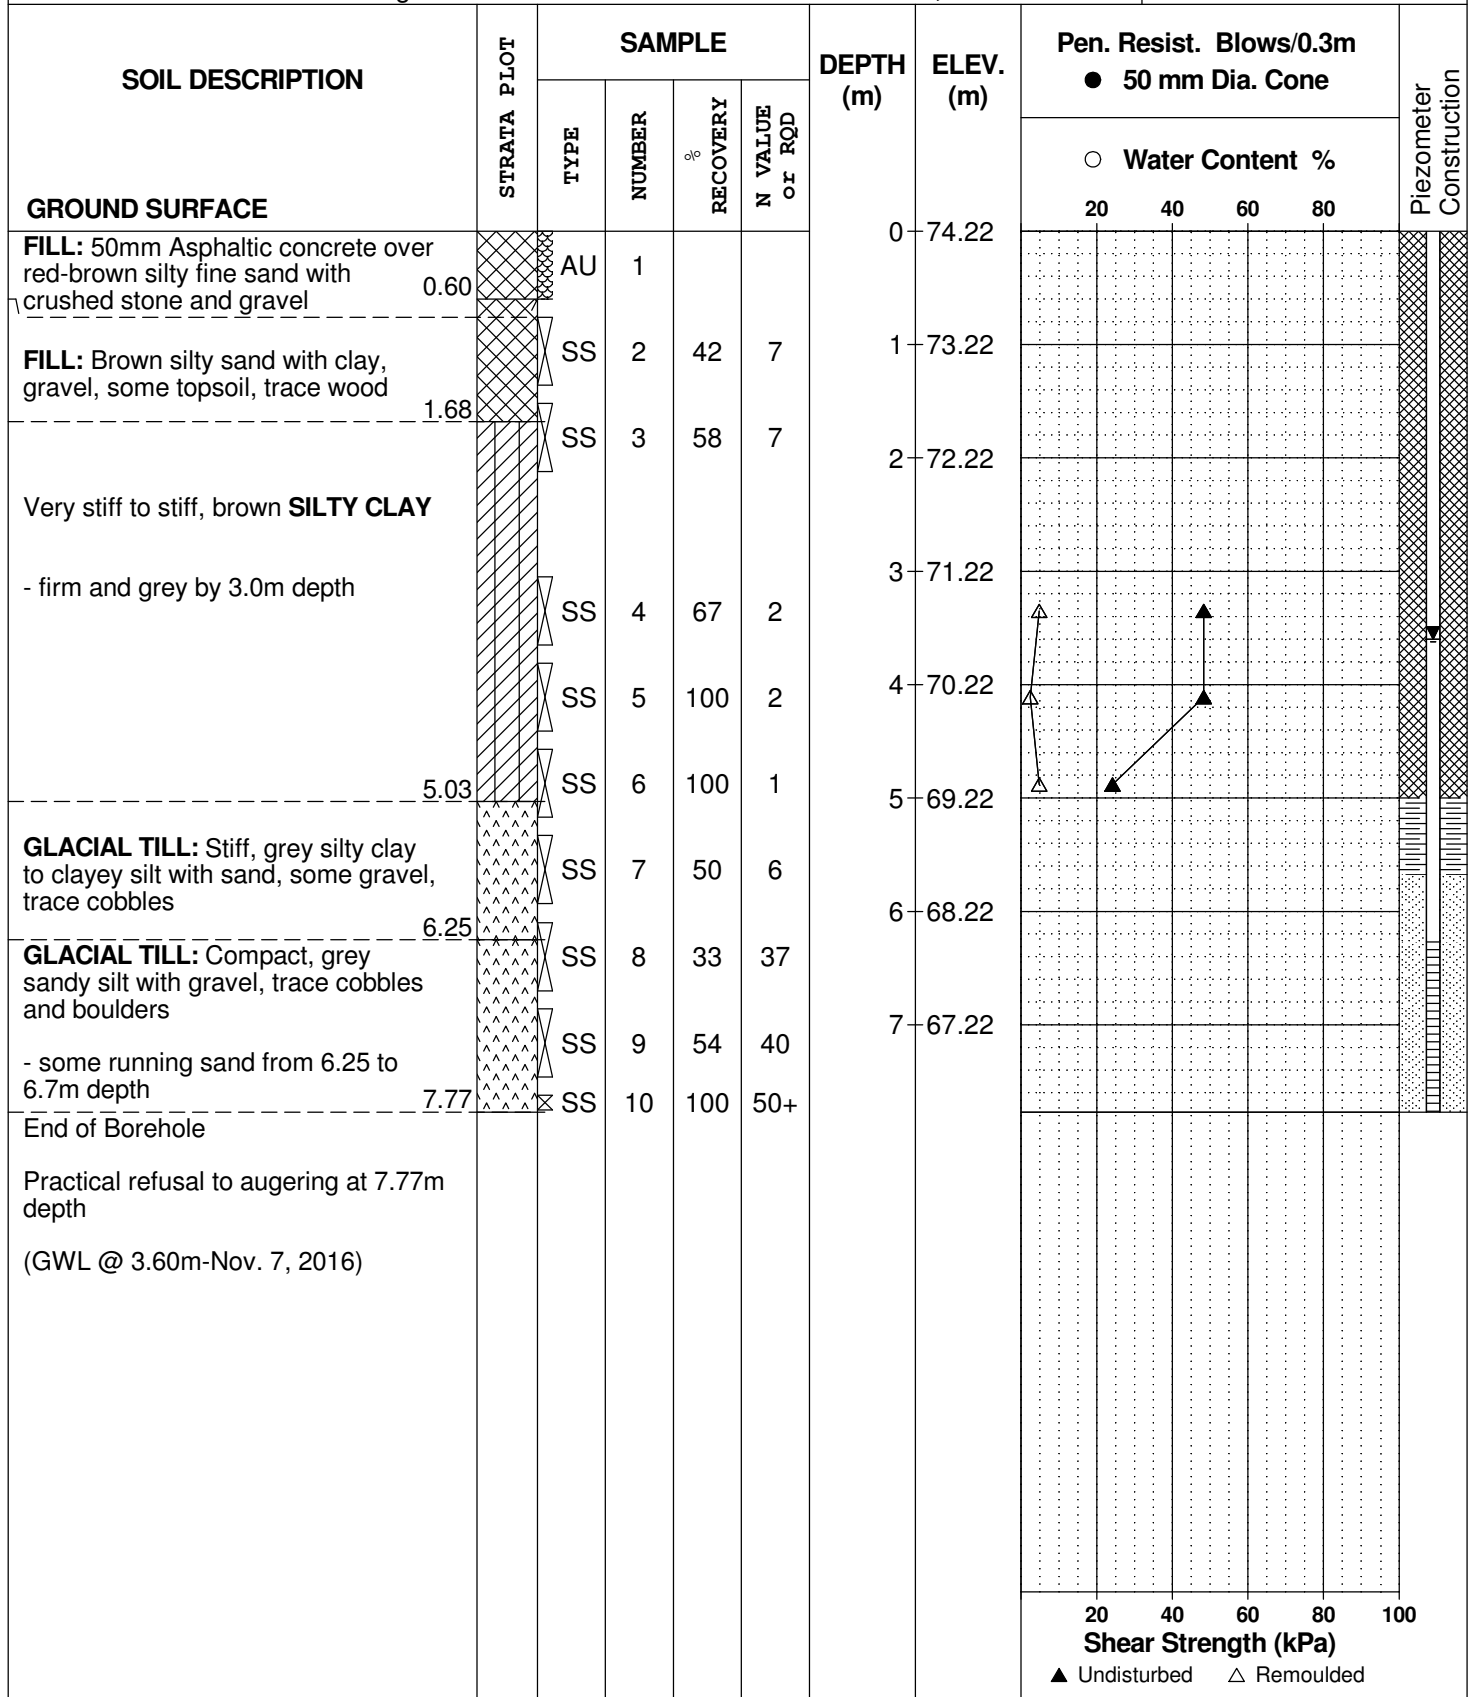 SOIL DESCRIPTION
GROUND SURFACE
STRATA PLOT
SAMPLE
TYPE
NUMBER
% RECOVERY
N VALUE or RQD
DEPTH (m)
ELEV. (m)
Pen. Resist. Blows/0.3m
● 50 mm Dia. Cone
○ Water Content %
20 40 60 80
Piezometer Construction
FILL: 50mm Asphaltic concrete over
red-brown silty fine sand with
crushed stone and gravel
0.60
FILL: Brown silty sand with clay,
gravel, some topsoil, trace wood
1.68
Very stiff to stiff, brown SILTY CLAY
- firm and grey by 3.0m depth
5.03
GLACIAL TILL: Stiff, grey silty clay
to clayey silt with sand, some gravel,
trace cobbles
6.25
GLACIAL TILL: Compact, grey
sandy silt with gravel, trace cobbles
and boulders
- some running sand from 6.25 to
6.7m depth
7.77
End of Borehole
Practical refusal to augering at 7.77m
depth
(GWL @ 3.60m-Nov. 7, 2016)
AU 1
SS 2 42 7
SS 3 58 7
SS 4 67 2
SS 5 100 2
SS 6 100 1
SS 7 50 6
SS 8 33 37
SS 9 54 40
SS 10 100 50+
0 74.22
1 73.22
2 72.22
3 71.22
4 70.22
5 69.22
6 68.22
7 67.22
20 40 60 80 100
Shear Strength (kPa)
▲ Undisturbed △ Remoulded